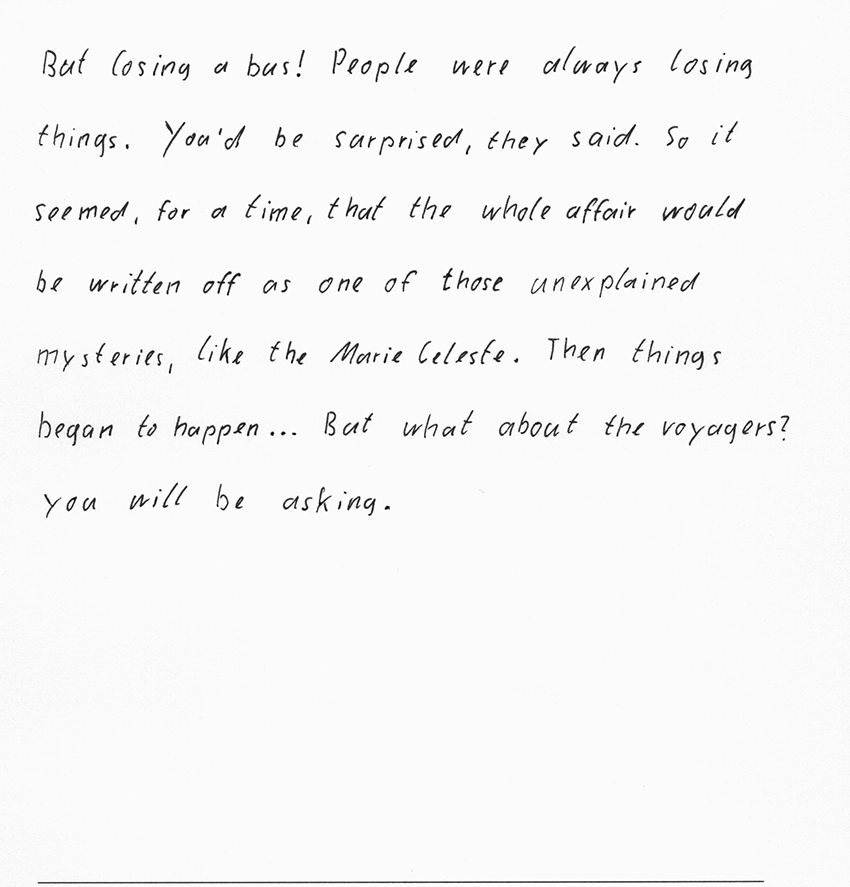 But losing a bus! People were always losing
things. You'd be surprised, they said. So it
seemed, for a time, that the whole affair would
be written off as one of those unexplained
mysteries, like the Marie Celeste. Then things
began to happen... But what about the voyagers?
you will be asking.